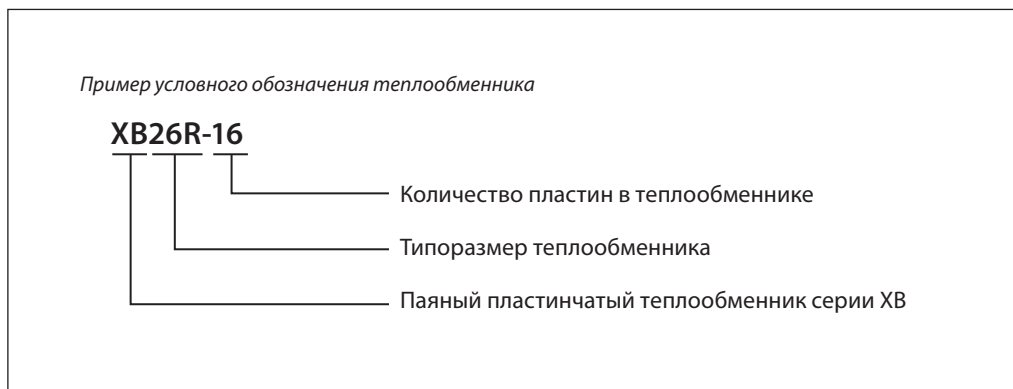 Пример условного обозначения теплообменника
XB26R-16
Количество пластин в теплообменнике
Типоразмер теплообменника
Паяный пластинчатый теплообменник серии XB